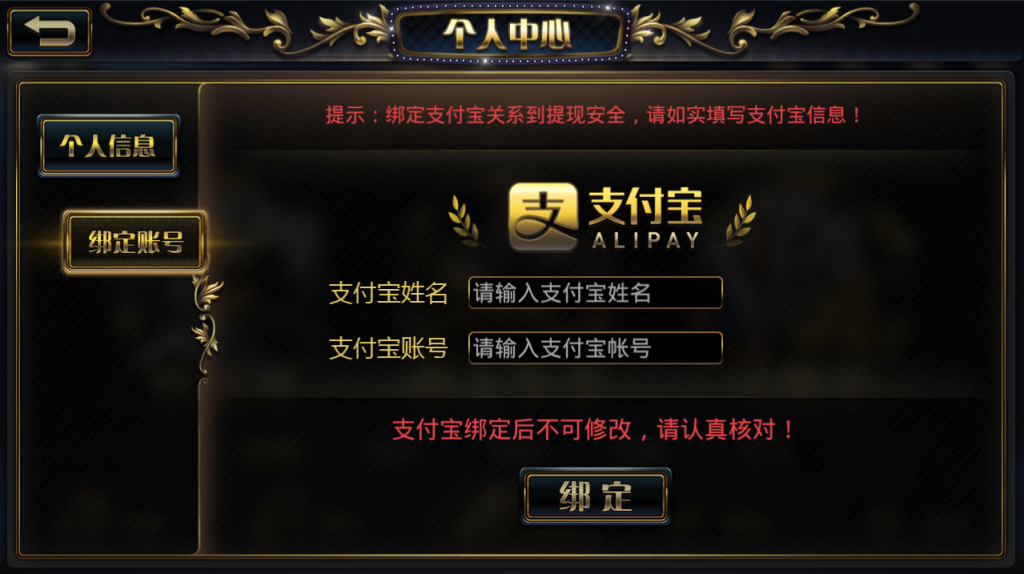 个人中心
个人信息
绑定账号
提示：绑定支付宝关系到提现安全，请如实填写支付宝信息！
支 支付宝
ALIPAY
支付宝姓名 请输入支付宝姓名
支付宝账号 请输入支付宝帐号
支付宝绑定后不可修改，请认真核对！
绑定